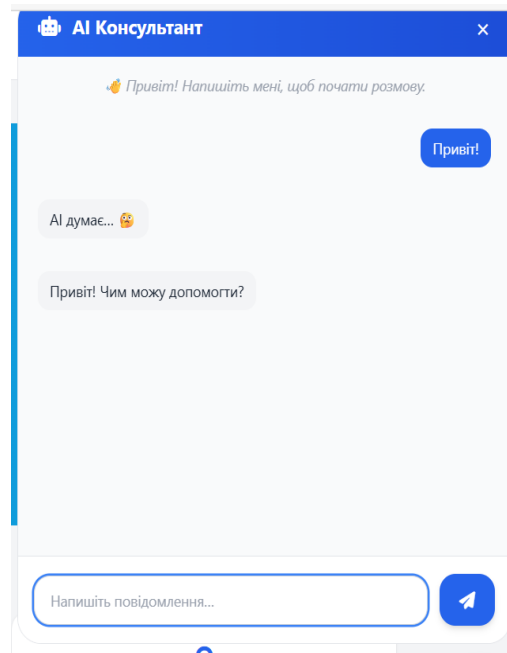 🤖 AI Консультант ×
👋 Привіт! Напишіть мені, щоб почати розмову.
Привіт!
AI думає... 🤔
Привіт! Чим можу допомогти?
Напишіть повідомлення...